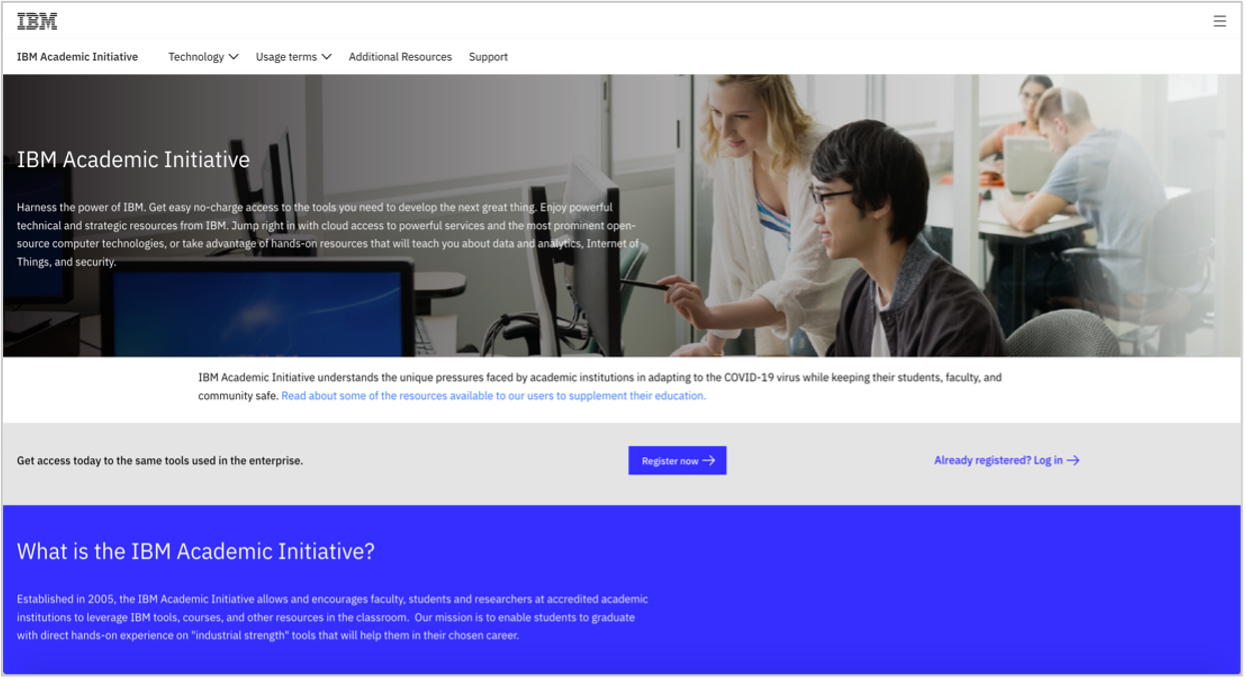 IBM
IBM Academic Initiative
Technology
Usage terms
Additional Resources
Support
IBM Academic Initiative
Harness the power of IBM. Get easy no-charge access to the tools you need to develop the next great thing. Enjoy powerful
technical and strategic resources from IBM. Jump right in with cloud access to powerful services and the most prominent open-
source computer technologies, or take advantage of hands-on resources that will teach you about data and analytics, Internet of
Things, and security.
IBM Academic Initiative understands the unique pressures faced by academic institutions in adapting to the COVID-19 virus while keeping their students, faculty, and
community safe. Read about some of the resources available to our users to supplement their education.
Get access today to the same tools used in the enterprise.
Register now →
Already registered? Log in →
What is the IBM Academic Initiative?
Established in 2005, the IBM Academic Initiative allows and encourages faculty, students and researchers at accredited academic
institutions to leverage IBM tools, courses, and other resources in the classroom.  Our mission is to enable students to graduate
with direct hands-on experience on "industrial strength" tools that will help them in their chosen career.